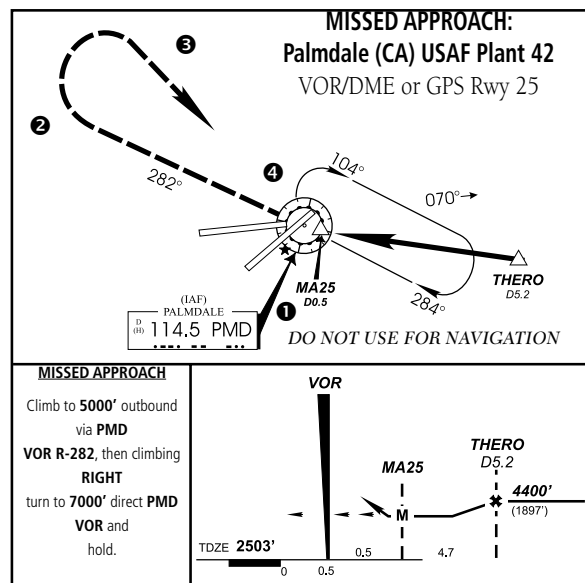 MISSED APPROACH:
Palmdale (CA) USAF Plant 42
VOR/DME or GPS Rwy 25
❸
❷
❹
282°
104°
070°
THERO
D5.2
MA25
D0.5
284°
❶
(IAF)
PALMDALE
D
(H) 114.5 PMD
DO NOT USE FOR NAVIGATION
MISSED APPROACH
Climb to 5000’ outbound
via PMD
VOR R-282, then climbing
RIGHT
turn to 7000’ direct PMD
VOR and
hold.
VOR
MA25
THERO
D5.2
M
4400’
(1897’)
TDZE 2503’
0.5 4.7
0 0.5